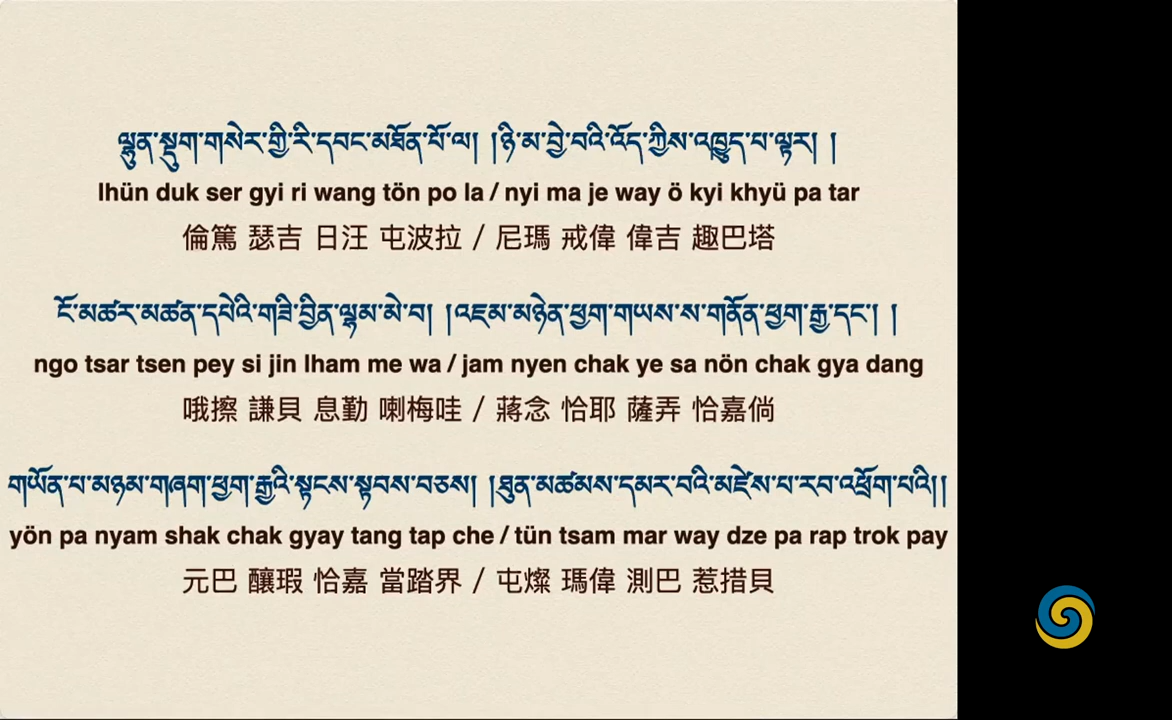 ལྷུན་སྡུག་གསེར་གྱི་རི་དབང་མཐོན་པོ་ལ། །ཉི་མ་བྱེ་བའི་འོད་ཀྱིས་འཁྱུད་པ་ལྟར། །
lhün duk ser gyi ri wang tön po la / nyi ma je way ö kyi khyü pa tar
倫篤 瑟吉 日汪 屯波拉 / 尼瑪 戒偉 偉吉 趣巴塔
ངོ་མཚར་མཚན་དཔེའི་གཟི་བྱིན་ལྷམ་མེ་བ། །འཇམ་མཉེན་ཕྱག་གཡས་ས་གནོན་ཕྱག་རྒྱ་དང་། །
ngo tsar tsen pey si jin lham me wa / jam nyen chak ye sa nön chak gya dang
哦擦 謙貝 息勤 喇梅哇 / 蔣念 恰耶 薩弄 恰嘉倘
གཡོན་པ་མཉམ་གཞག་ཕྱག་རྒྱའི་སྟངས་སྟབས་བཅས། །ཐུན་མཚམས་དམར་བའི་མཛེས་པ་རབ་འཕྲོག་པའི།།
yön pa nyam shak chak gyay tang tap che / tün tsam mar way dze pa rap trok pay
元巴 釀瑕 恰嘉 當踏界 / 屯燦 瑪偉 測巴 惹措貝